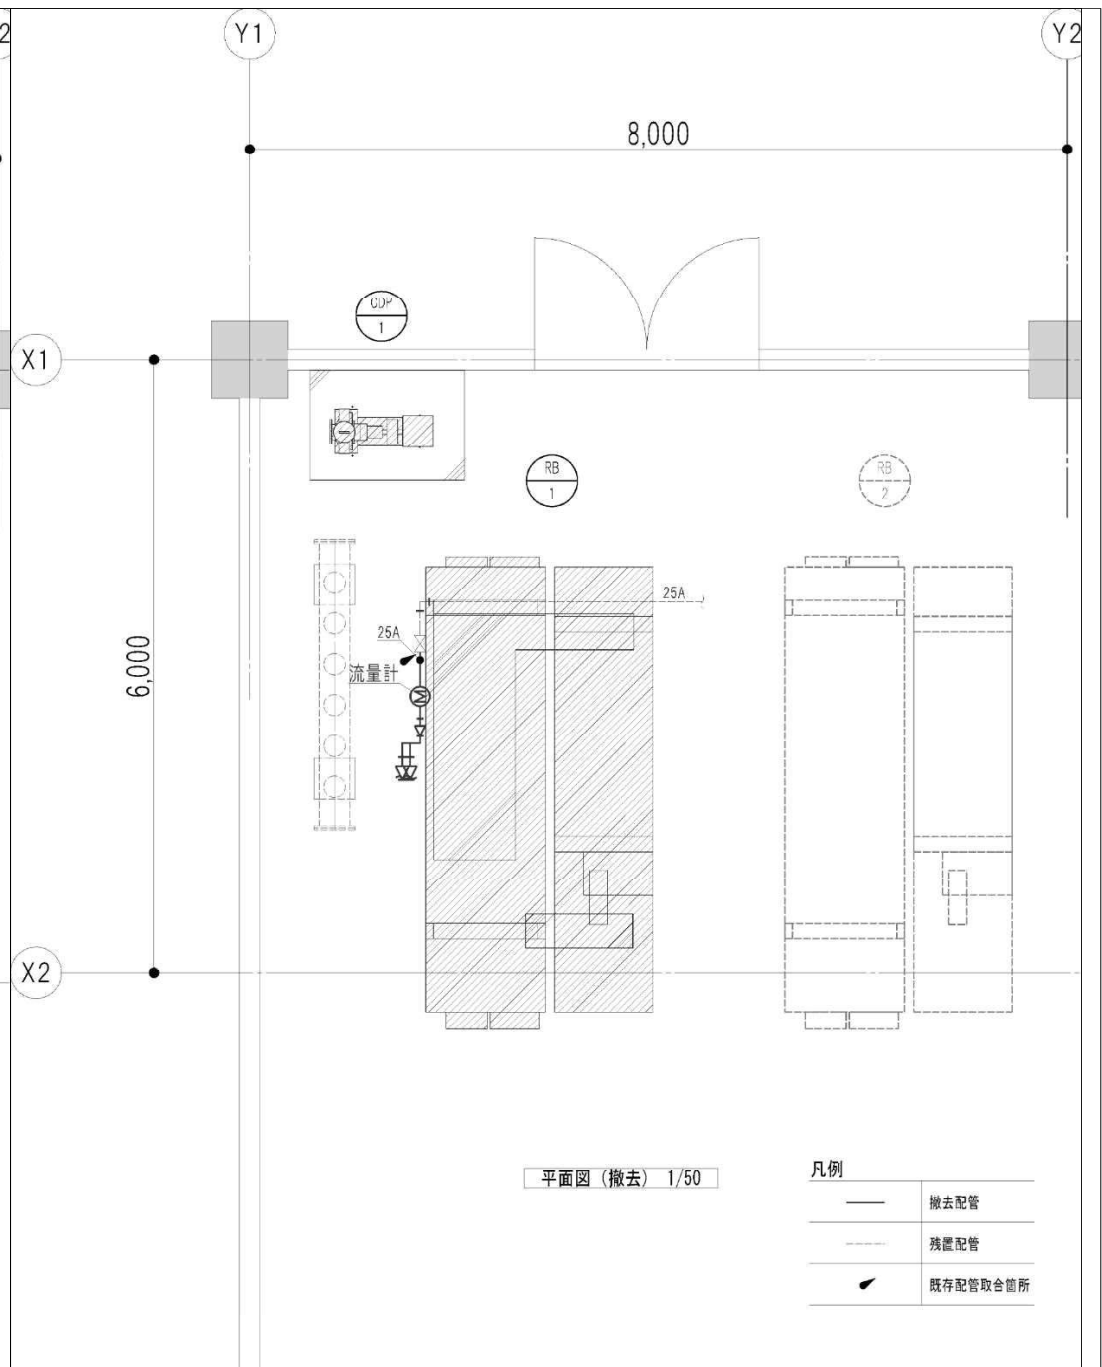 2
Y1
Y2
8,000
CDP
1
X1
RB
1
RB
2
25A
25A
流量計
M
6,000
X2
平面図（撤去） 1/50
凡例
撤去配管
残置配管
既存配管取合箇所